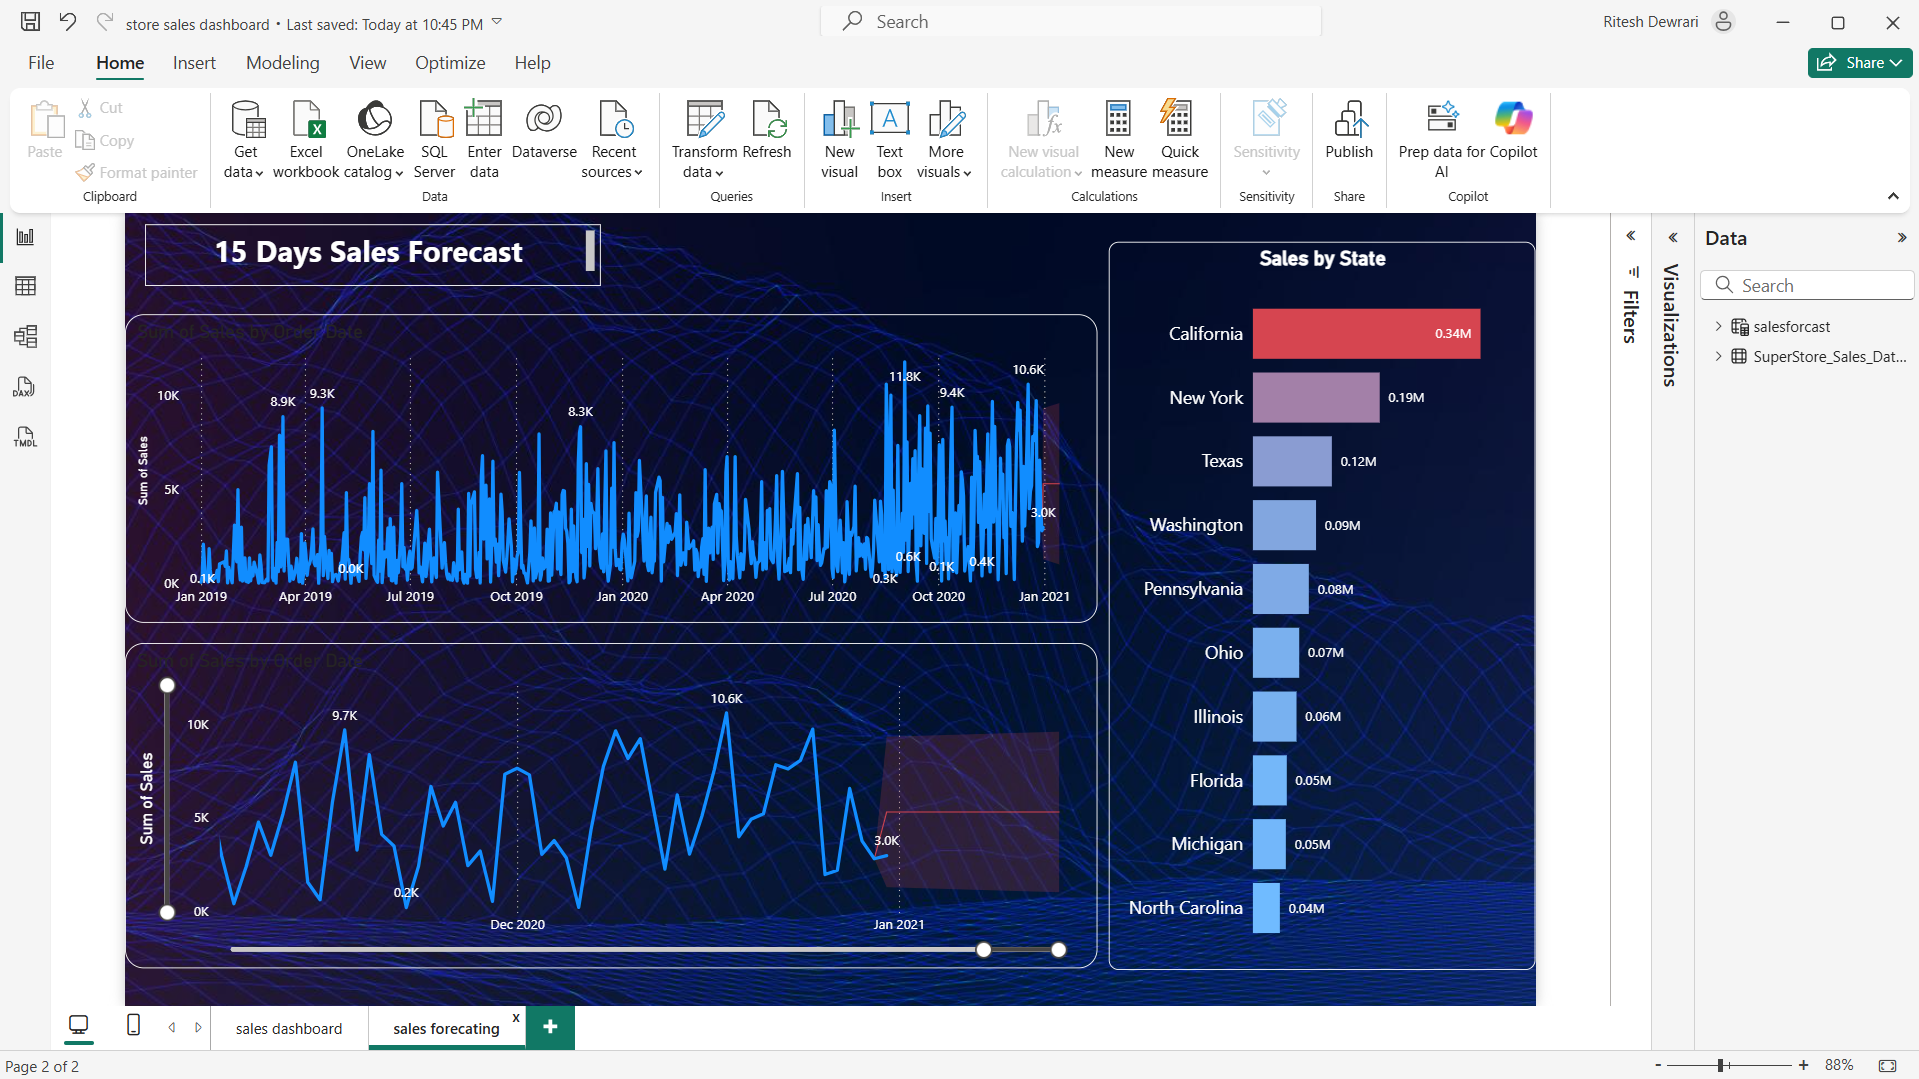 store sales dashboard • Last saved: Today at 10:45 PM
Search
Ritesh Dewrari
File
Home
Insert
Modeling
View
Optimize
Help
Share
Paste
Cut
Copy
Format painter
Clipboard
Get data
Excel workbook
OneLake catalog
SQL Server
Enter data
Dataverse
Recent sources
Data
Transform data
Refresh
Queries
New visual
Text box
More visuals
Insert
New visual calculation
New measure
Quick measure
Calculations
Sensitivity
Sensitivity
Publish
Share
Prep data for AI
Copilot
Copilot
DAX
TMDL
15 Days Sales Forecast
Sum of Sales by Order Date
Sum of Sales
10K
5K
0K
0.1K
8.9K
9.3K
0.0K
8.3K
11.8K
9.4K
10.6K
3.0K
0.3K
0.6K
0.1K
0.4K
Jan 2019
Apr 2019
Jul 2019
Oct 2019
Jan 2020
Apr 2020
Jul 2020
Oct 2020
Jan 2021
Sum of Sales by Order Date
Sum of Sales
10K
5K
0K
9.7K
0.2K
10.6K
3.0K
Dec 2020
Jan 2021
Sales by State
California 0.34M
New York 0.19M
Texas 0.12M
Washington 0.09M
Pennsylvania 0.08M
Ohio 0.07M
Illinois 0.06M
Florida 0.05M
Michigan 0.05M
North Carolina 0.04M
Filters
Visualizations
Data
Search
salesforcast
SuperStore_Sales_Dat...
sales dashboard
sales forecating
x
+
Page 2 of 2
- + 88%